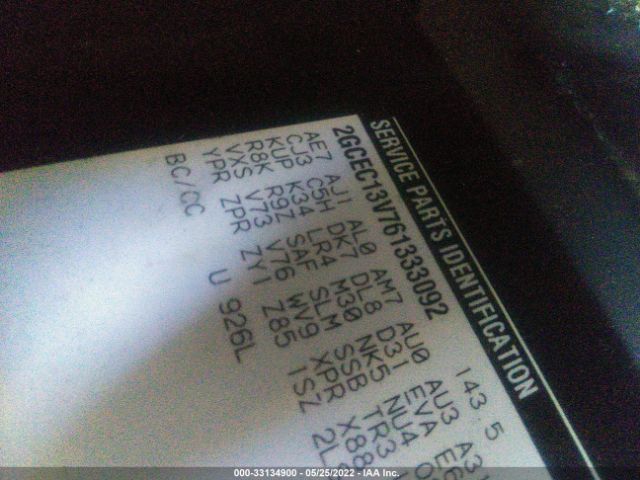 SERVICE PARTS IDENTIFICATION
2GCEC13V761333092 143.5
AE7 AJ1 AL0 AM7 AU0 AU3 A31
CJ3 C5H DK7 DL8 D31 EVA
KUP K34 LR4 M30 NK5 NU4
R8K R9Z SAF SLM SSB TR3
VXS V73 V76 WV9 XPR X88
YPR ZPR ZY1 Z85 1SZ
BC/CC U 926L
000-33134900 - 05/25/2022 - IAA Inc.